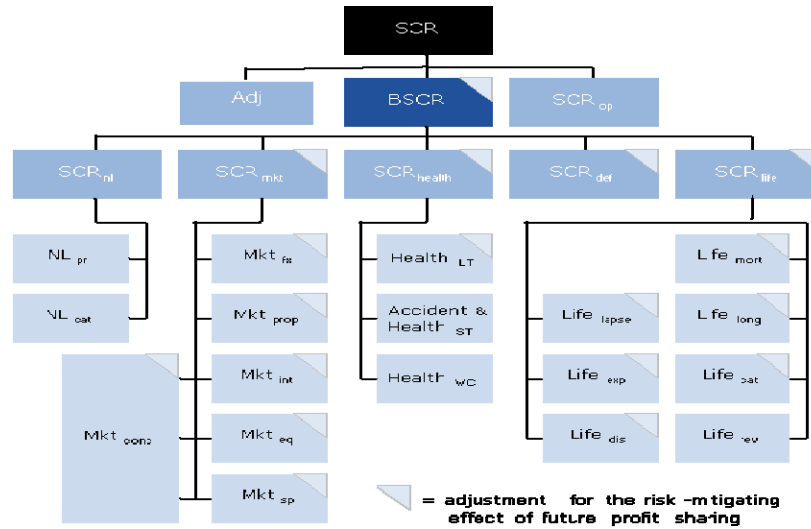 SCR
Adj
BSCR
SCR op
SCR nl
SCR mkt
SCR health
SCR def
SCR life
NL pr
Mkt fx
Health LT
Life mort
NL cat
Mkt prop
Accident &
Health ST
Life lapse
Life long
Mkt conc
Mkt int
Health WC
Life exp
Life cat
Mkt eq
Life dis
Life rev
Mkt sp
= adjustment for the risk-mitigating
effect of future profit sharing